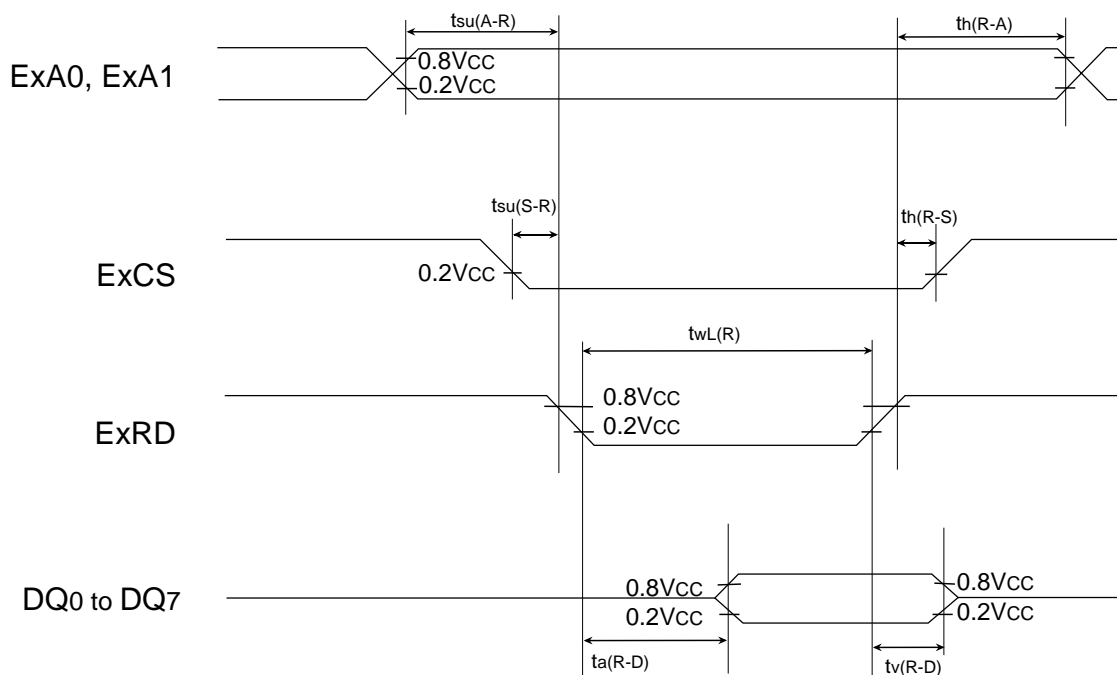 tsu(A-R)
th(R-A)
ExA0, ExA1
0.8VCC
0.2VCC
tsu(S-R)
th(R-S)
ExCS
0.2VCC
twL(R)
ExRD
0.8VCC
0.2VCC
DQ0 to DQ7
0.8VCC
0.8VCC
0.2VCC
0.2VCC
ta(R-D)
tv(R-D)